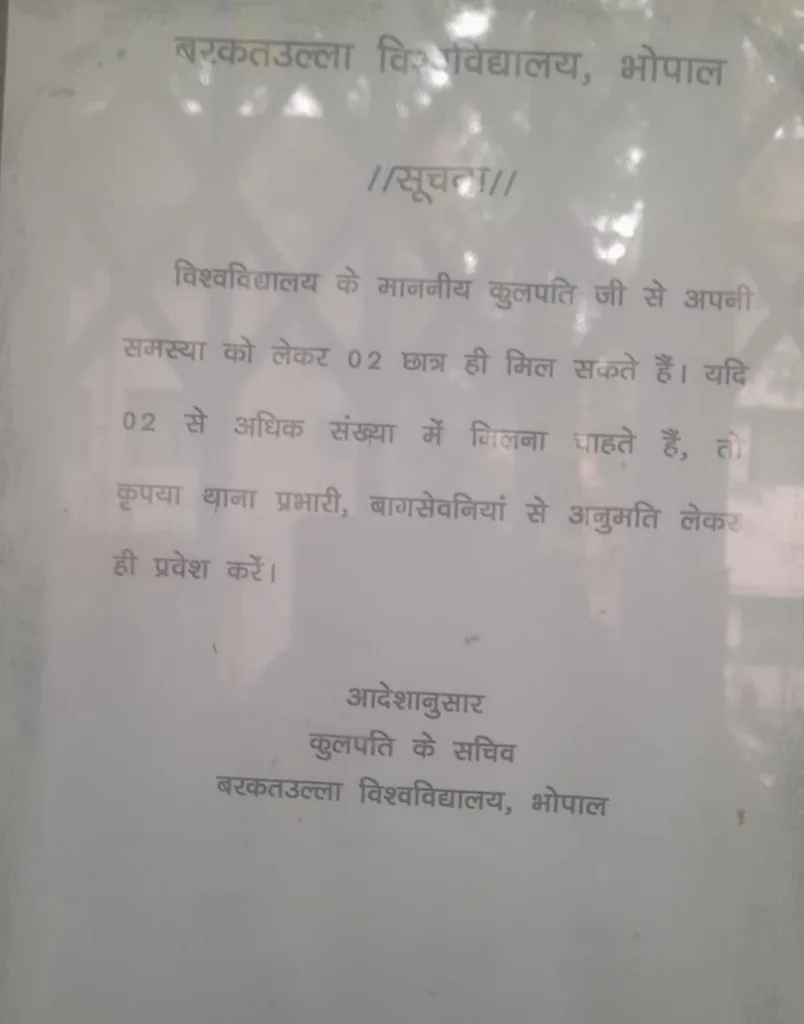 बरकतउल्ला विश्वविद्यालय, भोपाल
//सूचना//
विश्वविद्यालय के माननीय कुलपति जी से अपनी
समस्या को लेकर 02 छात्र ही मिल सकते हैं। यदि
02 से अधिक संख्या में मिलना चाहते हैं, तो
कृपया थाना प्रभारी, बागसेवनियां से अनुमति लेकर
ही प्रवेश करें।
आदेशानुसार
कुलपति के सचिव
बरकतउल्ला विश्वविद्यालय, भोपाल